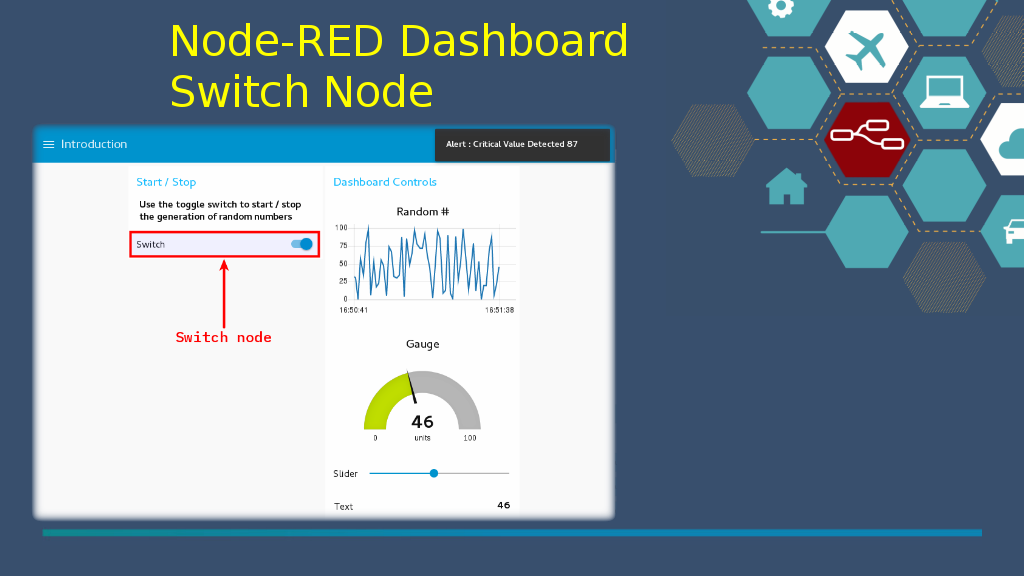 Node-RED Dashboard
Switch Node
Introduction
Alert : Critical Value Detected 87
Start / Stop
Use the toggle switch to start / stop
the generation of random numbers
Switch
Switch node
Dashboard Controls
Random #
100
75
50
25
0
16:50:41
16:51:38
Gauge
46
0
units
100
Slider
Text
46